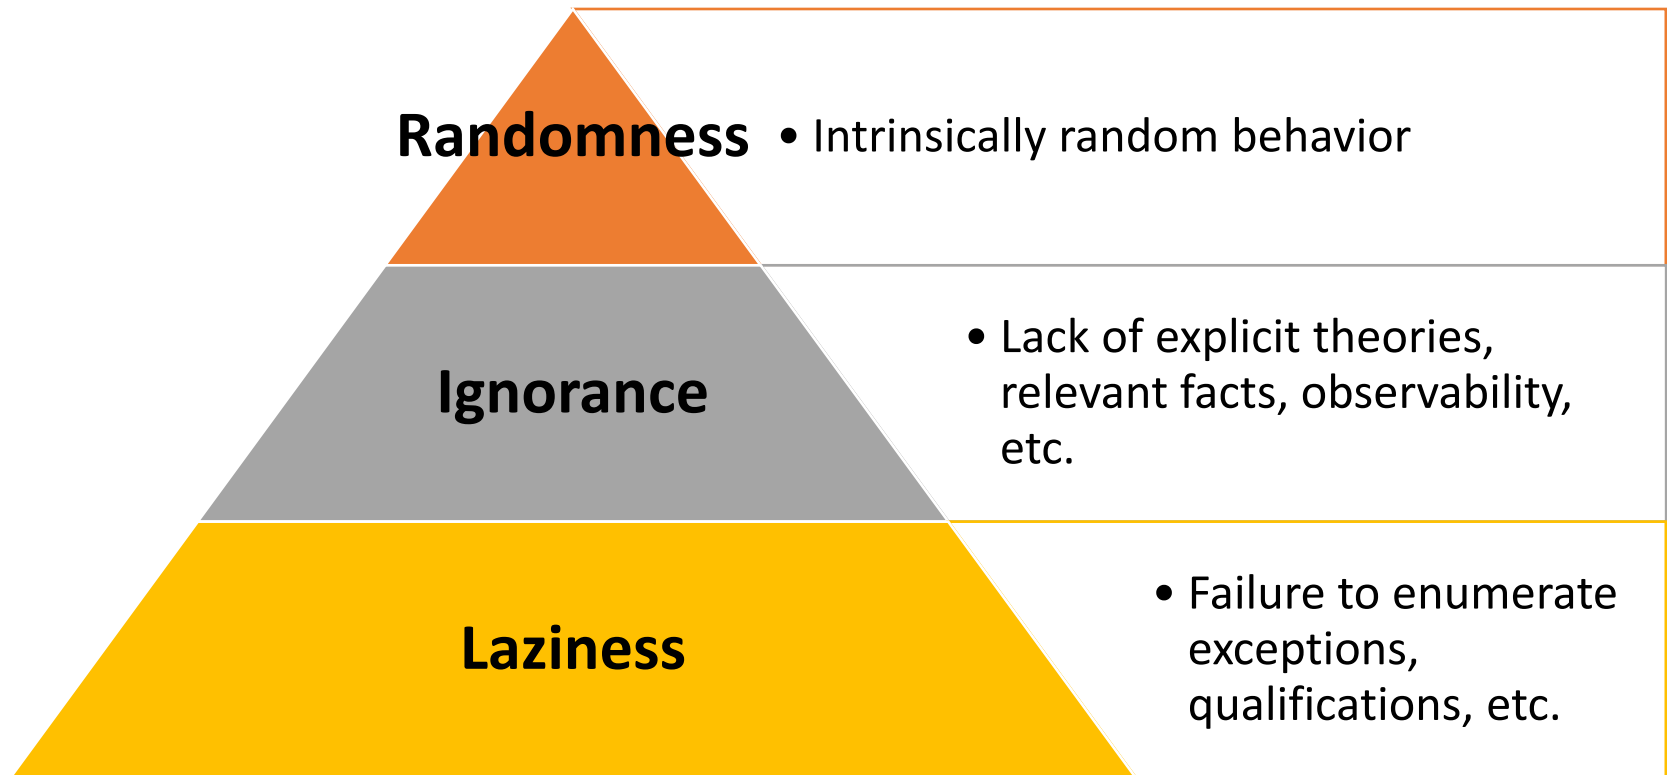 Randomness
• Intrinsically random behavior
Ignorance
• Lack of explicit theories,
relevant facts, observability,
etc.
Laziness
• Failure to enumerate
exceptions,
qualifications, etc.